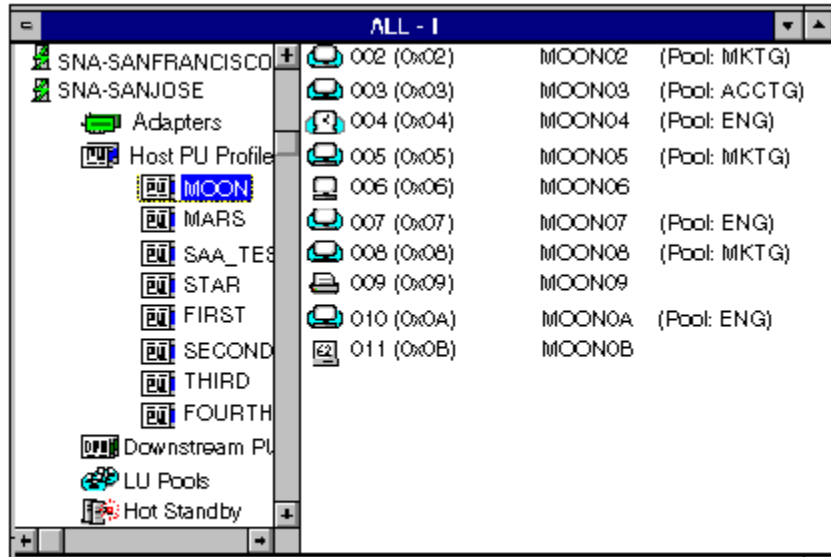 ALL - I
SNA-SANFRANCISCO
SNA-SANJOSE
Adapters
Host PU Profile
MOON
MARS
SAA_TES
STAR
FIRST
SECOND
THIRD
FOURTH
Downstream PU
LU Pools
Hot Standby
002 (0x02) MOON02 (Pool: MKTG)
003 (0x03) MOON03 (Pool: ACCTG)
004 (0x04) MOON04 (Pool: ENG)
005 (0x05) MOON05 (Pool: MKTG)
006 (0x06) MOON06
007 (0x07) MOON07 (Pool: ENG)
008 (0x08) MOON08 (Pool: MKTG)
009 (0x09) MOON09
010 (0x0A) MOON0A (Pool: ENG)
011 (0x0B) MOON0B